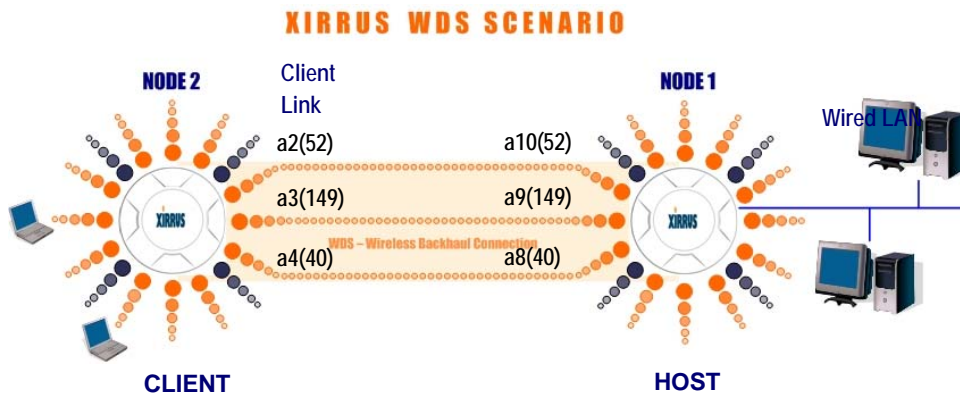 XIRRUS WDS SCENARIO
NODE 2
Client
Link
NODE 1
Wired LAN
a2(52)
a10(52)
a3(149)
a9(149)
XIRRUS
XIRRUS
WDS – Wireless Backhaul Connection
a4(40)
a8(40)
CLIENT
HOST